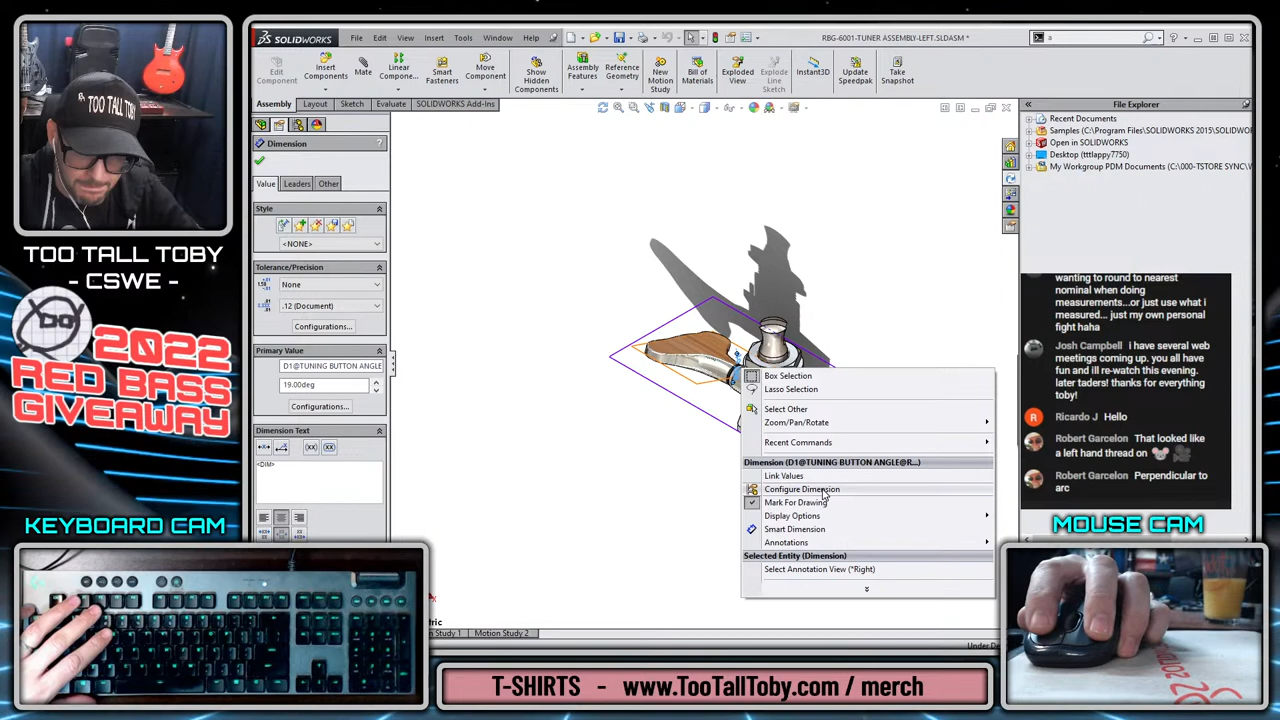 TOO TALL TOBY
TOO TALL TOBY
- CSWE -
2022
RED BASS
GIVEAWAY
KEYBOARD CAM
SOLIDWORKS
File Edit View Insert Tools Window Help
RBG-6001-TUNER ASSEMBLY-LEFT.SLDASM *
Edit Component
Insert Components
Mate
Linear Compone...
Smart Fasteners
Move Component
Show Hidden Components
Assembly Features
Reference Geometry
New Motion Study
Bill of Materials
Exploded View
Explode Line Sketch
Instant3D
Update Speedpak
Take Snapshot
Assembly Layout Sketch Evaluate SOLIDWORKS Add-Ins
Dimension ?
Value Leaders Other
Style
<NONE>
Tolerance/Precision
None
.12 (Document)
Configurations...
Primary Value
D1@TUNING BUTTON ANGLE
19.00deg
Configurations...
Dimension Text
<DIM>
Box Selection
Lasso Selection
Select Other
Zoom/Pan/Rotate
Recent Commands
Dimension (D1@TUNING BUTTON ANGLE@R...)
Link Values
Configure Dimension
Mark For Drawing
Display Options
Smart Dimension
Annotations
Selected Entity (Dimension)
Select Annotation View (*Right)
tric
n Study 1 Motion Study 2
Under De
File Explorer
Recent Documents
Samples (C:\Program Files\SOLIDWORKS 2015\SOLIDWO
Open in SOLIDWORKS
Desktop (tttlappy7750)
My Workgroup PDM Documents (C:\000-TSTORE SYNC\W
wanting to round to nearest
nominal when doing
measurements...or just use what i
measured... just my own personal
fight haha
Josh Campbell i have several web
meetings coming up. you all have
fun and ill re-watch this evening.
later taders! thanks for everything
toby!
R Ricardo J Hello
Robert Garcelon That looked like
a left hand thread on 🐭 🎥
Robert Garcelon Perpendicular to
arc
MOUSE CAM
T-SHIRTS - www.TooTallToby.com / merch